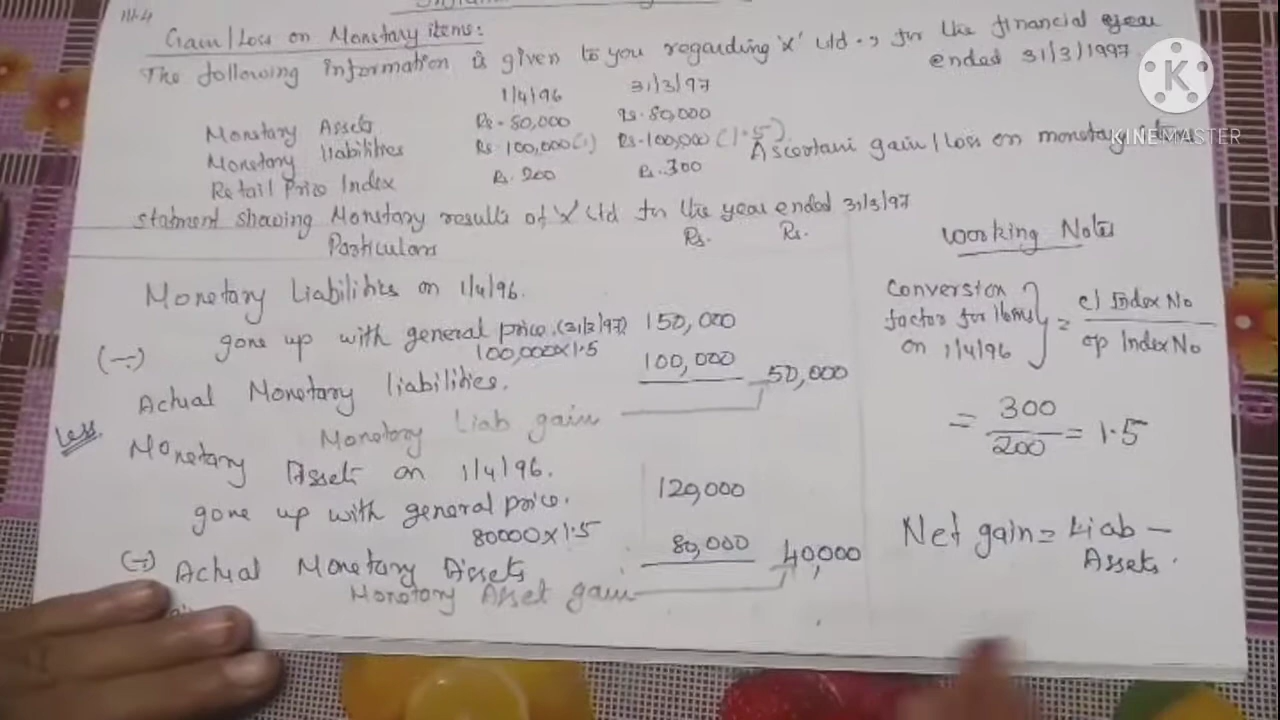 Gain/Loss on Monetary items:
The following information is given to you regarding 'X' Ltd., for the financial year
ended 31/3/1997
1/4/96 31/3/97
Monetary Assets Rs. 80,000 Rs. 80,000
Monetary liabilities Rs 100,000(1) Rs. 100,000 (1.5)
Retail Price Index Rs. 200 Rs. 300
Ascertani gain/Loss on monetary items
Statment shawing Monetary results of 'X' Ltd for the year ended 31/3/97
Particulars Rs. Rs.
Monetary Liabilities on 1/4/96.
gone up with general price.(31/3/97) 150,000
100,000x1.5
(-) Actual Monetary liabilities. 100,000 50,000
Monetary Liab gain
Less
Monetary Assets on 1/4/96.
gone up with general price. 120,000
80000x1.5
(-) Actual Monetary Assets 80,000 40,000
Monetary Asset gain
Working Notes
Conversion factor for items on 1/4/96 = cl Index No / op Index No
= 300 / 200 = 1.5
Net gain = Liab -
Assets.
K
KINEMASTER